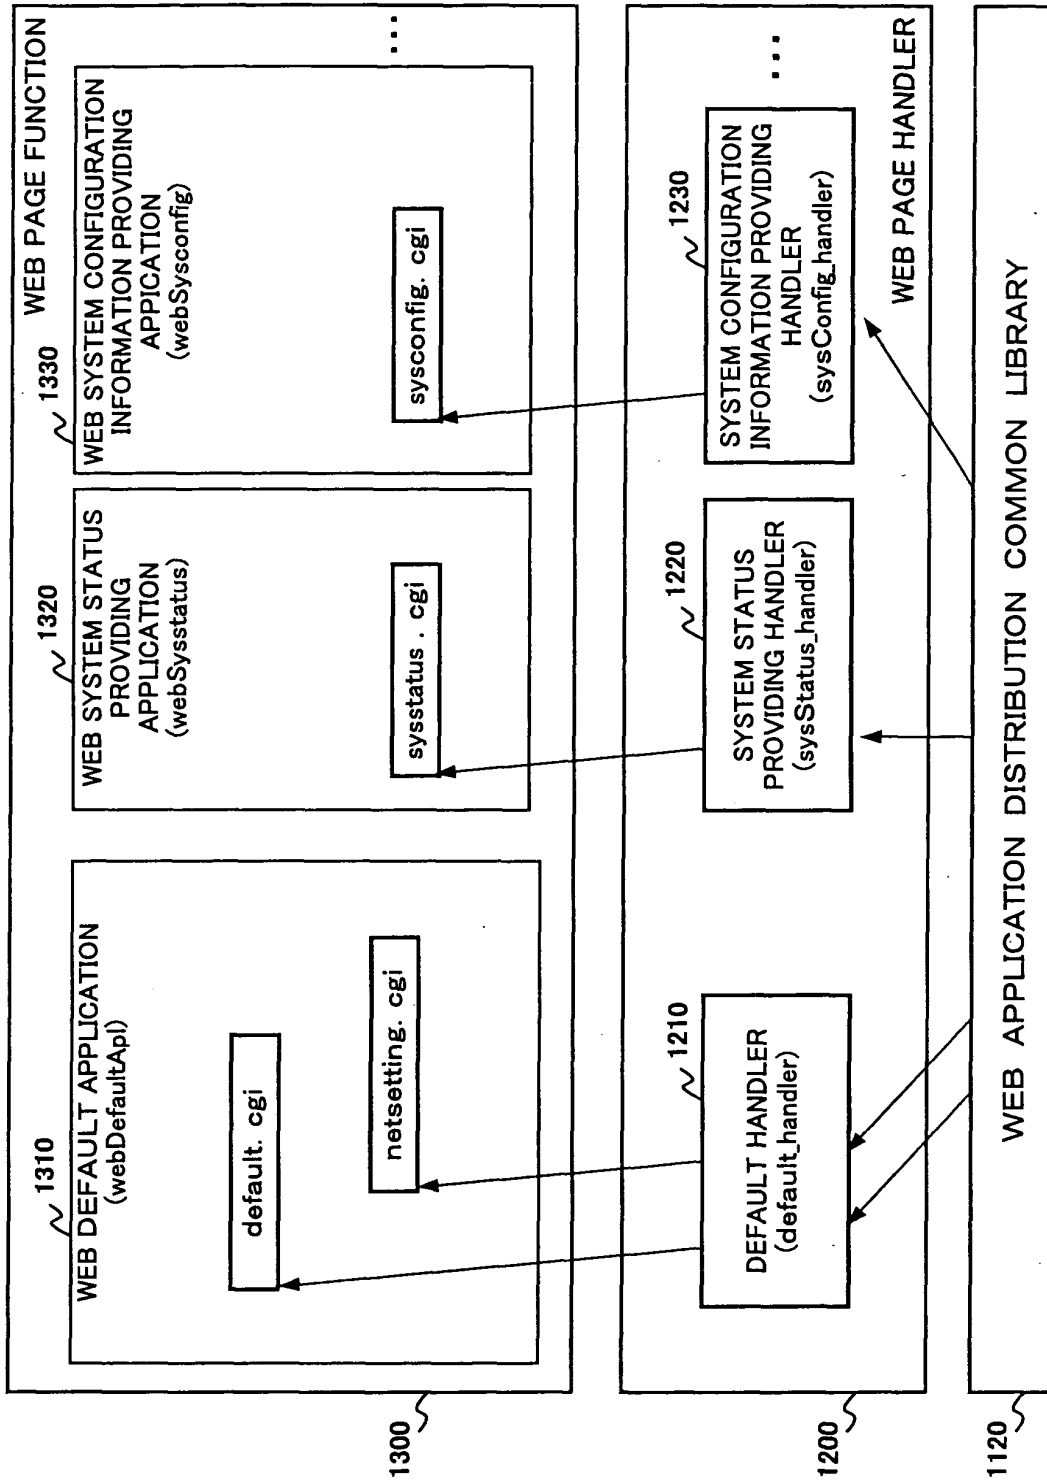 WEB PAGE FUNCTION
1310
WEB DEFAULT APPLICATION
(webDefaultApl)
default. cgi
netsetting. cgi
1320
WEB SYSTEM STATUS
PROVIDING
APPLICATION
(webSysstatus)
sysstatus . cgi
1330
WEB SYSTEM CONFIGURATION
INFORMATION PROVIDING
APPICATION
(webSysconfig)
sysconfig. cgi
...
1300
1210
DEFAULT HANDLER
(default_handler)
1220
SYSTEM STATUS
PROVIDING HANDLER
(sysStatus_handler)
1230
SYSTEM CONFIGURATION
INFORMATION PROVIDING
HANDLER
(sysConfig_handler)
...
WEB PAGE HANDLER
1200
WEB APPLICATION DISTRIBUTION COMMON LIBRARY
1120